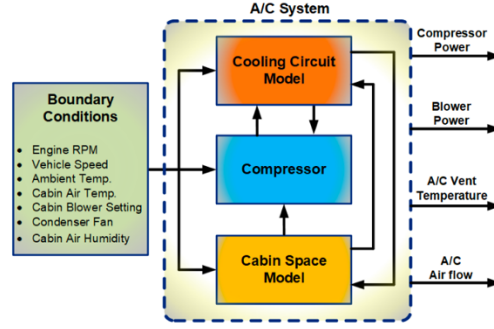 A/C System
Boundary
Conditions
• Engine RPM
• Vehicle Speed
• Ambient Temp.
• Cabin Air Temp.
• Cabin Blower Setting
• Condenser Fan
• Cabin Air Humidity
Cooling Circuit
Model
Compressor
Cabin Space
Model
Compressor
Power
Blower
Power
A/C Vent
Temperature
A/C
Air flow